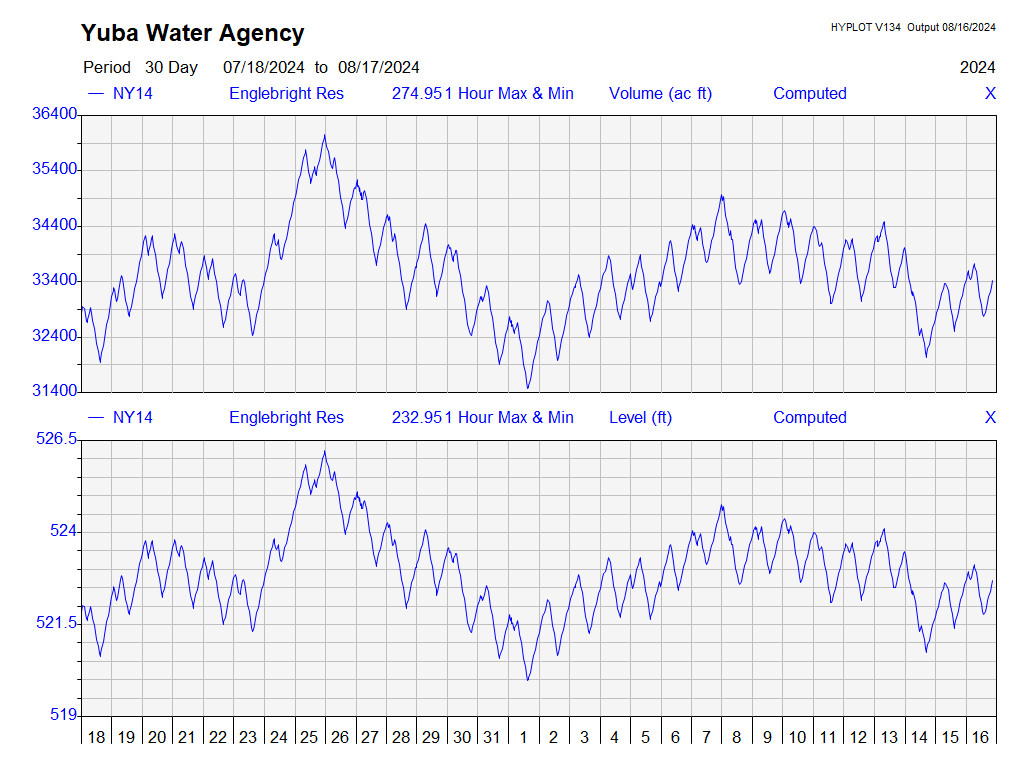 Yuba Water Agency
HYPLOT V134 Output 08/16/2024
Period 30 Day 07/18/2024 to 08/17/2024
2024
NY14 Englebright Res 274.951 Hour Max & Min Volume (ac ft) Computed X
36400
35400
34400
33400
32400
31400
NY14 Englebright Res 232.951 Hour Max & Min Level (ft) Computed X
526.5
524
521.5
519
18 19 20 21 22 23 24 25 26 27 28 29 30 31 1 2 3 4 5 6 7 8 9 10 11 12 13 14 15 16